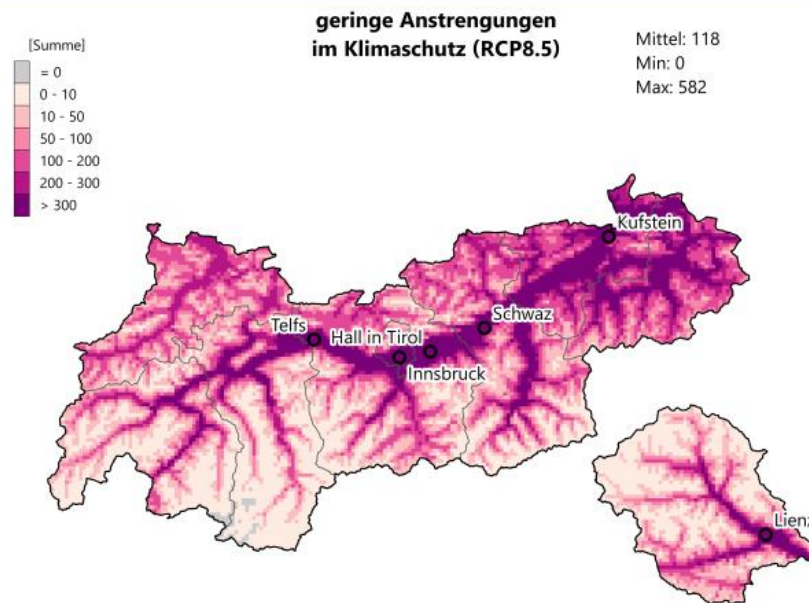 geringe Anstrengungen
im Klimaschutz (RCP8.5)
Mittel: 118
Min: 0
Max: 582
[Summe]
= 0
0 - 10
10 - 50
50 - 100
100 - 200
200 - 300
> 300
Kufstein
Schwaz
Telfs
Hall in Tirol
Innsbruck
Lienz